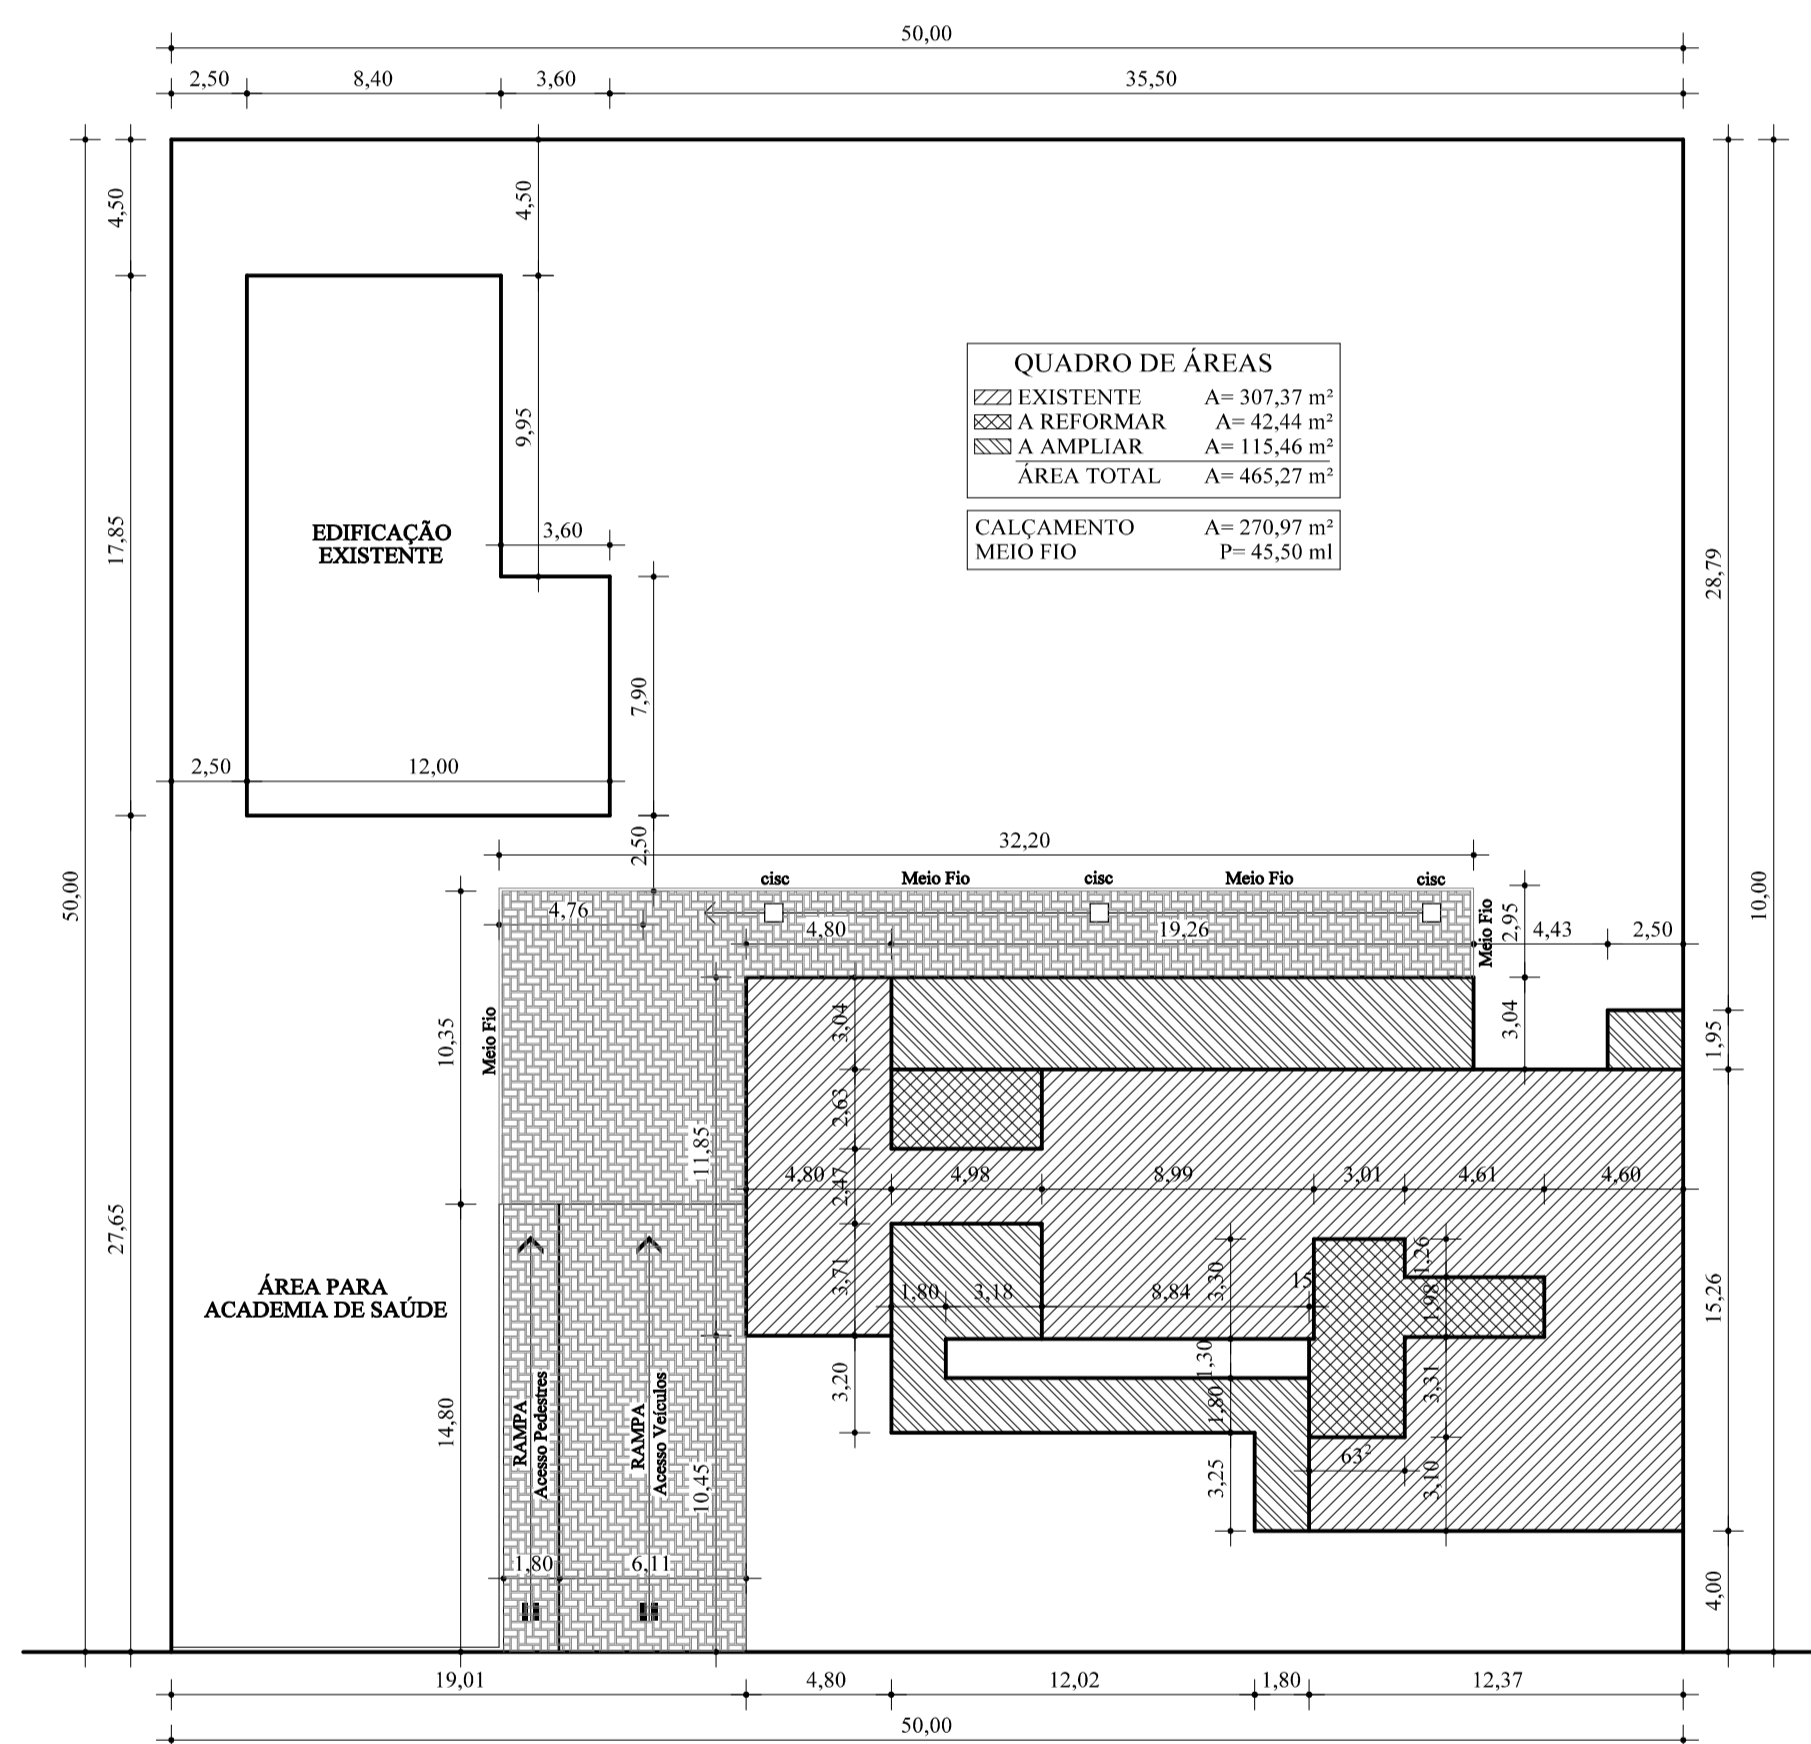 50,00
2,50 8,40 3,60 35,50
4,50
4,50
QUADRO DE ÁREAS
EXISTENTE A= 307,37 m²
A REFORMAR A= 42,44 m²
A AMPLIAR A= 115,46 m²
ÁREA TOTAL A= 465,27 m²
CALÇAMENTO A= 270,97 m²
MEIO FIO P= 45,50 ml
9,95
EDIFICAÇÃO
EXISTENTE
3,60
17,85
28,79
7,90
2,50 12,00
2,50
32,20
50,00
10,00
cisc Meio Fio cisc Meio Fio cisc
4,76
4,80 19,26
Meio Fio
2,95
4,43 2,50
10,35
Meio Fio
3,04
3,04
1,95
2,63
11,85
4,80 4,98 8,99 3,01 4,61 4,60
2,47
27,65
3,71
1,80 3,18 8,84 15
3,30
1,26
1,98
15,26
ÁREA PARA
ACADEMIA DE SAÚDE
1,30
3,20
1,80
3,31
14,80
RAMPA
Acesso Pedestres
RAMPA
Acesso Veículos
10,45
3,25
63²
3,10
1,80 6,11
4,00
19,01 4,80 12,02 1,80 12,37
50,00